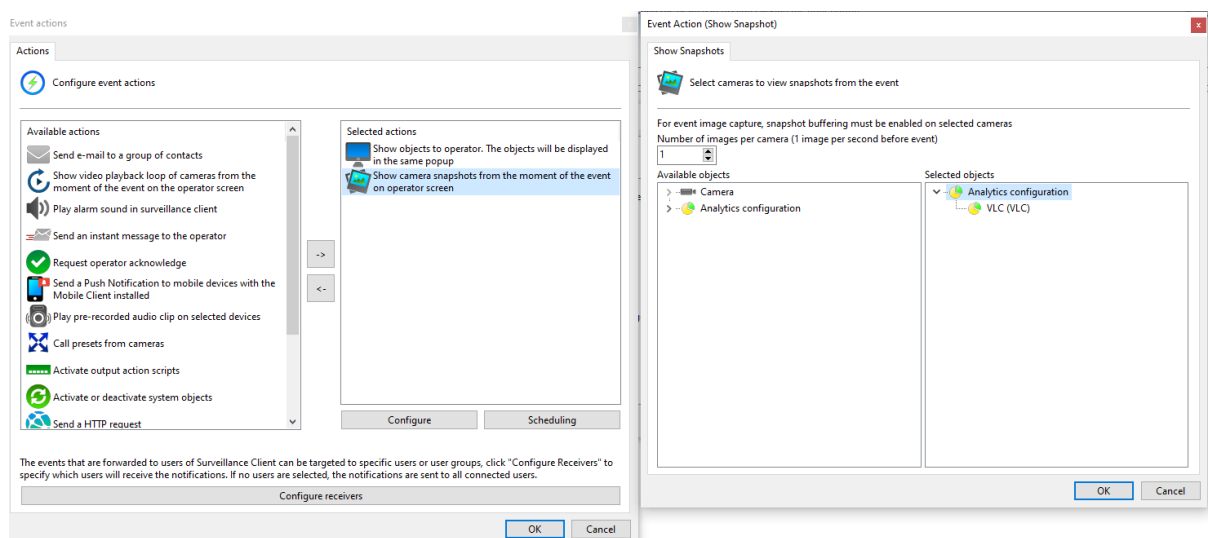 Event actions
Actions
Configure event actions
Available actions
Send e-mail to a group of contacts
Show video playback loop of cameras from the
moment of the event on the operator screen
Play alarm sound in surveillance client
Send an instant message to the operator
Request operator acknowledge
Send a Push Notification to mobile devices with the
Mobile Client installed
Play pre-recorded audio clip on selected devices
Call presets from cameras
Activate output action scripts
Activate or deactivate system objects
Send a HTTP request
->
<-
Selected actions
Show objects to operator. The objects will be displayed
in the same popup
Show camera snapshots from the moment of the event
on operator screen
Configure
Scheduling
The events that are forwarded to users of Surveillance Client can be targeted to specific users or user groups, click "Configure Receivers" to
specify which users will receive the notifications. If no users are selected, the notifications are sent to all connected users.
Configure receivers
OK
Cancel
Event Action (Show Snapshot)
x
Show Snapshots
Select cameras to view snapshots from the event
For event image capture, snapshot buffering must be enabled on selected cameras
Number of images per camera (1 image per second before event)
1
Available objects
Camera
Analytics configuration
Selected objects
Analytics configuration
VLC (VLC)
OK
Cancel